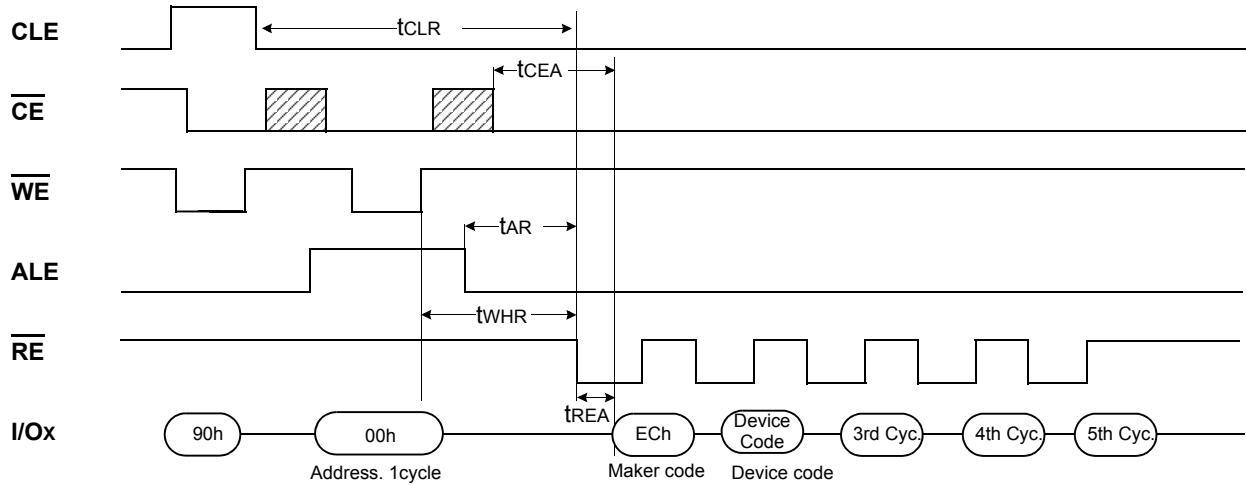 CLE
tCLR
tCEA
CE
WE
tAR
ALE
tWHR
RE
tREA
I/Ox
90h
00h
ECh
Device
Code
3rd Cyc.
4th Cyc.
5th Cyc.
Address. 1cycle
Maker code
Device code